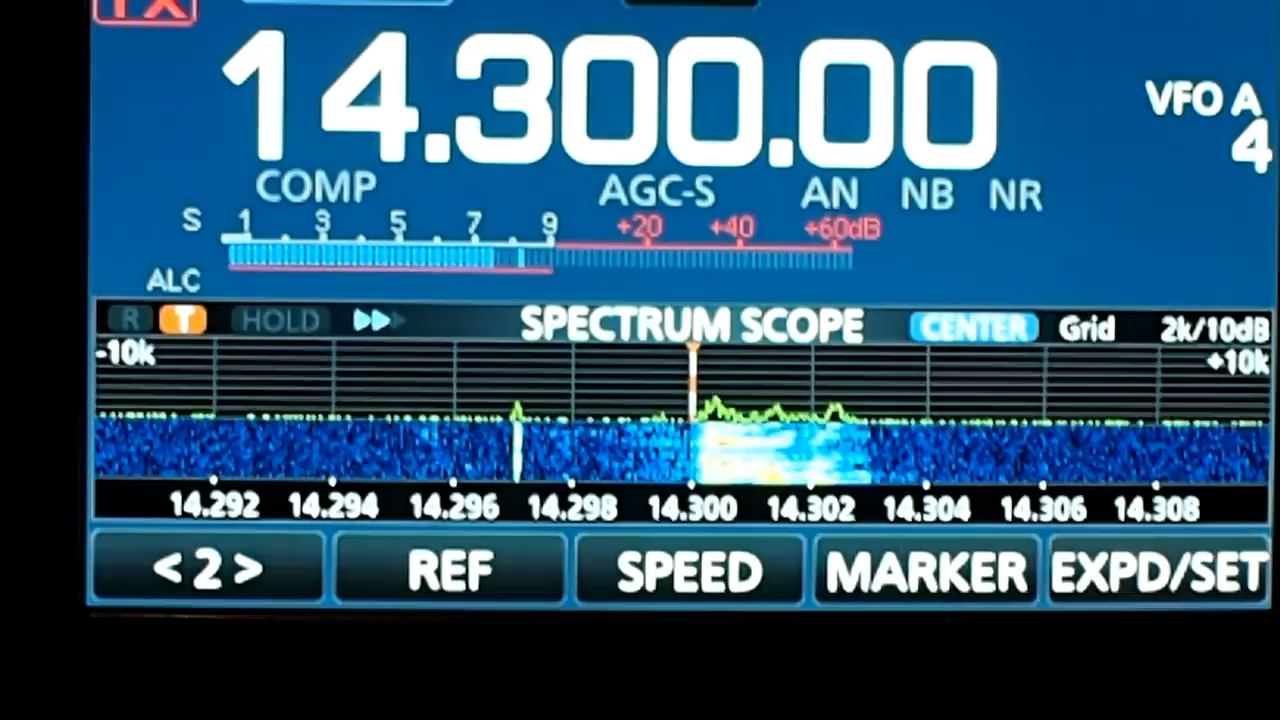 TX
14.300.00
VFO A
4
COMP AGC-S AN NB NR
S 1 3 5 7 9 +20 +40 +60dB
ALC
R T HOLD SPECTRUM SCOPE CENTER Grid 2k/10dB
-10k +10k
14.292 14.294 14.296 14.298 14.300 14.302 14.304 14.306 14.308
<2> REF SPEED MARKER EXPD/SET